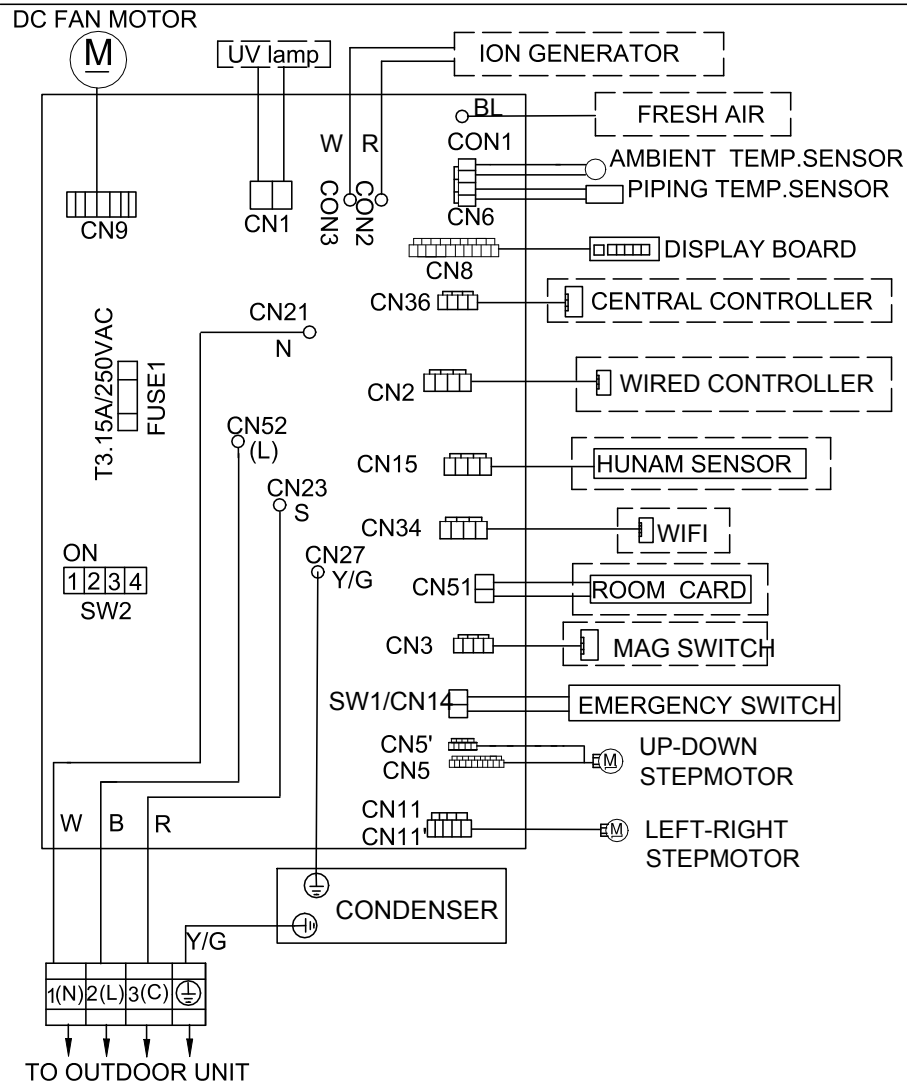 DC FAN MOTOR
M
UV lamp
ION GENERATOR
BL
FRESH AIR
W R
CON1
AMBIENT TEMP.SENSOR
PIPING TEMP.SENSOR
CN9
CN1
CON3
CON2
CN6
DISPLAY BOARD
CN8
CN36
CENTRAL CONTROLLER
CN21
N
T3.15A/250VAC
FUSE1
CN2
WIRED CONTROLLER
CN52
(L)
CN15
HUNAM SENSOR
CN23
S
CN34
WIFI
ON
1 2 3 4
SW2
CN27
Y/G
CN51
ROOM CARD
CN3
MAG SWITCH
SW1/CN14
EMERGENCY SWITCH
CN5'
CN5
M
UP-DOWN
STEPMOTOR
CN11
CN11'
M
LEFT-RIGHT
STEPMOTOR
W B R
CONDENSER
Y/G
1(N) 2(L) 3(C)
TO OUTDOOR UNIT